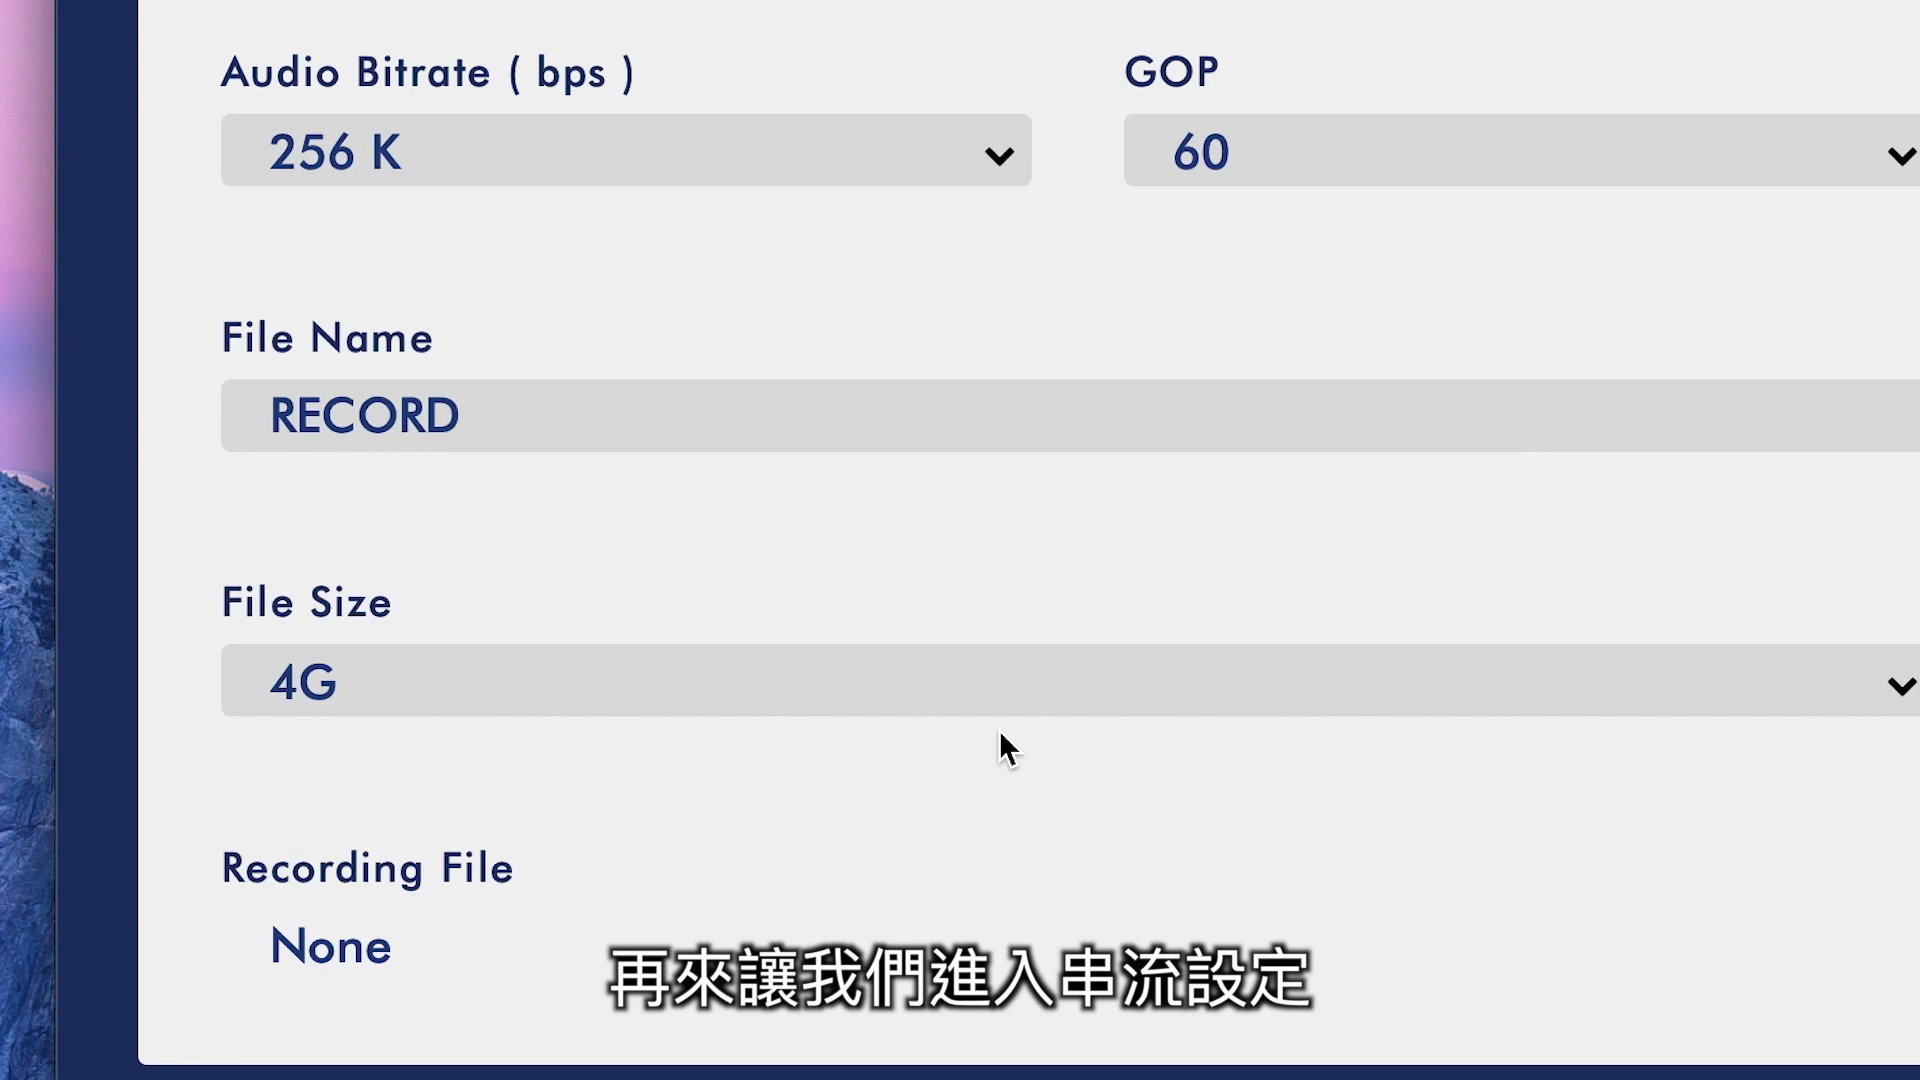 Audio Bitrate ( bps )
GOP
256 K
60
File Name
RECORD
File Size
4G
Recording File
None
再來讓我們進入串流設定